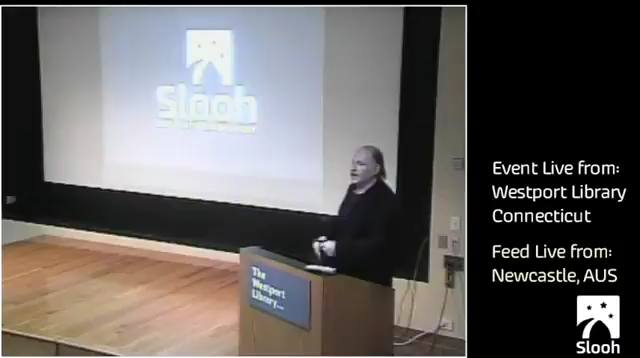 Slooh
The
Westport
Library...
Event Live from:
Westport Library
Connecticut
Feed Live from:
Newcastle, AUS
Slooh